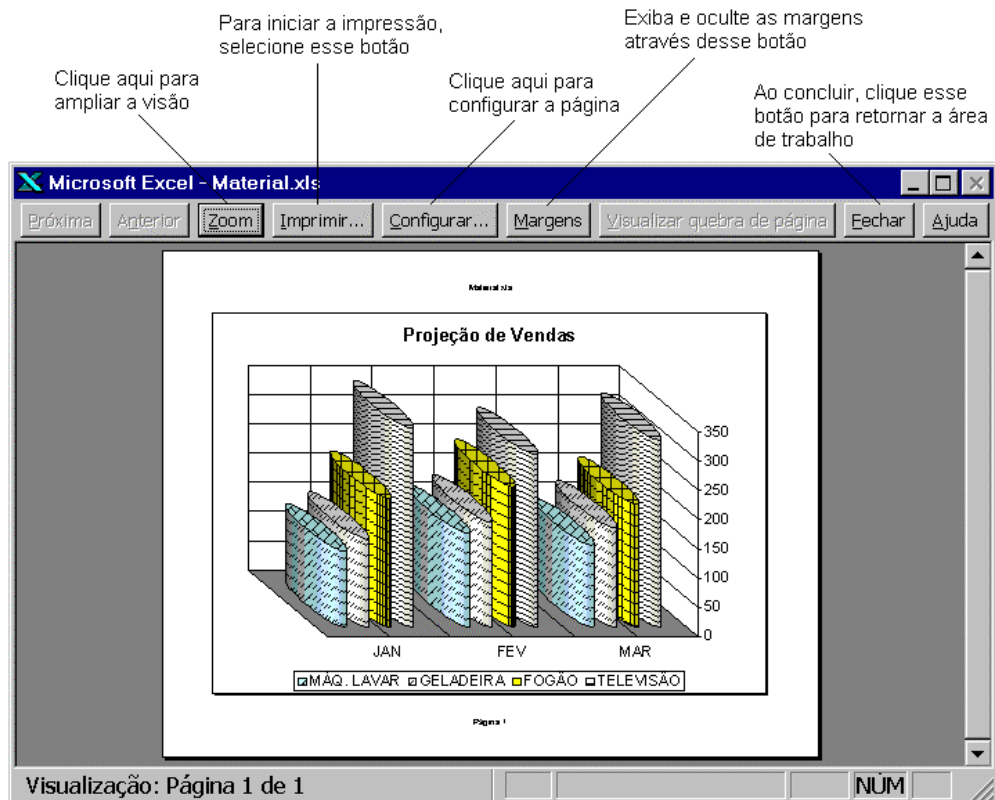 Para iniciar a impressão,
selecione esse botão
Exiba e oculte as margens
através desse botão
Clique aqui para
ampliar a visão
Clique aqui para
configurar a página
Ao concluir, clique esse
botão para retornar a área
de trabalho
Microsoft Excel - Material.xls
Próxima Anterior Zoom Imprimir... Configurar... Margens Visualizar quebra de página Fechar Ajuda
Material.xls
Projeção de Vendas
350
300
250
200
150
100
50
0
JAN FEV MAR
MÁQ. LAVAR GELADEIRA FOGÃO TELEVISÃO
Página 1
Visualização: Página 1 de 1 NÚM